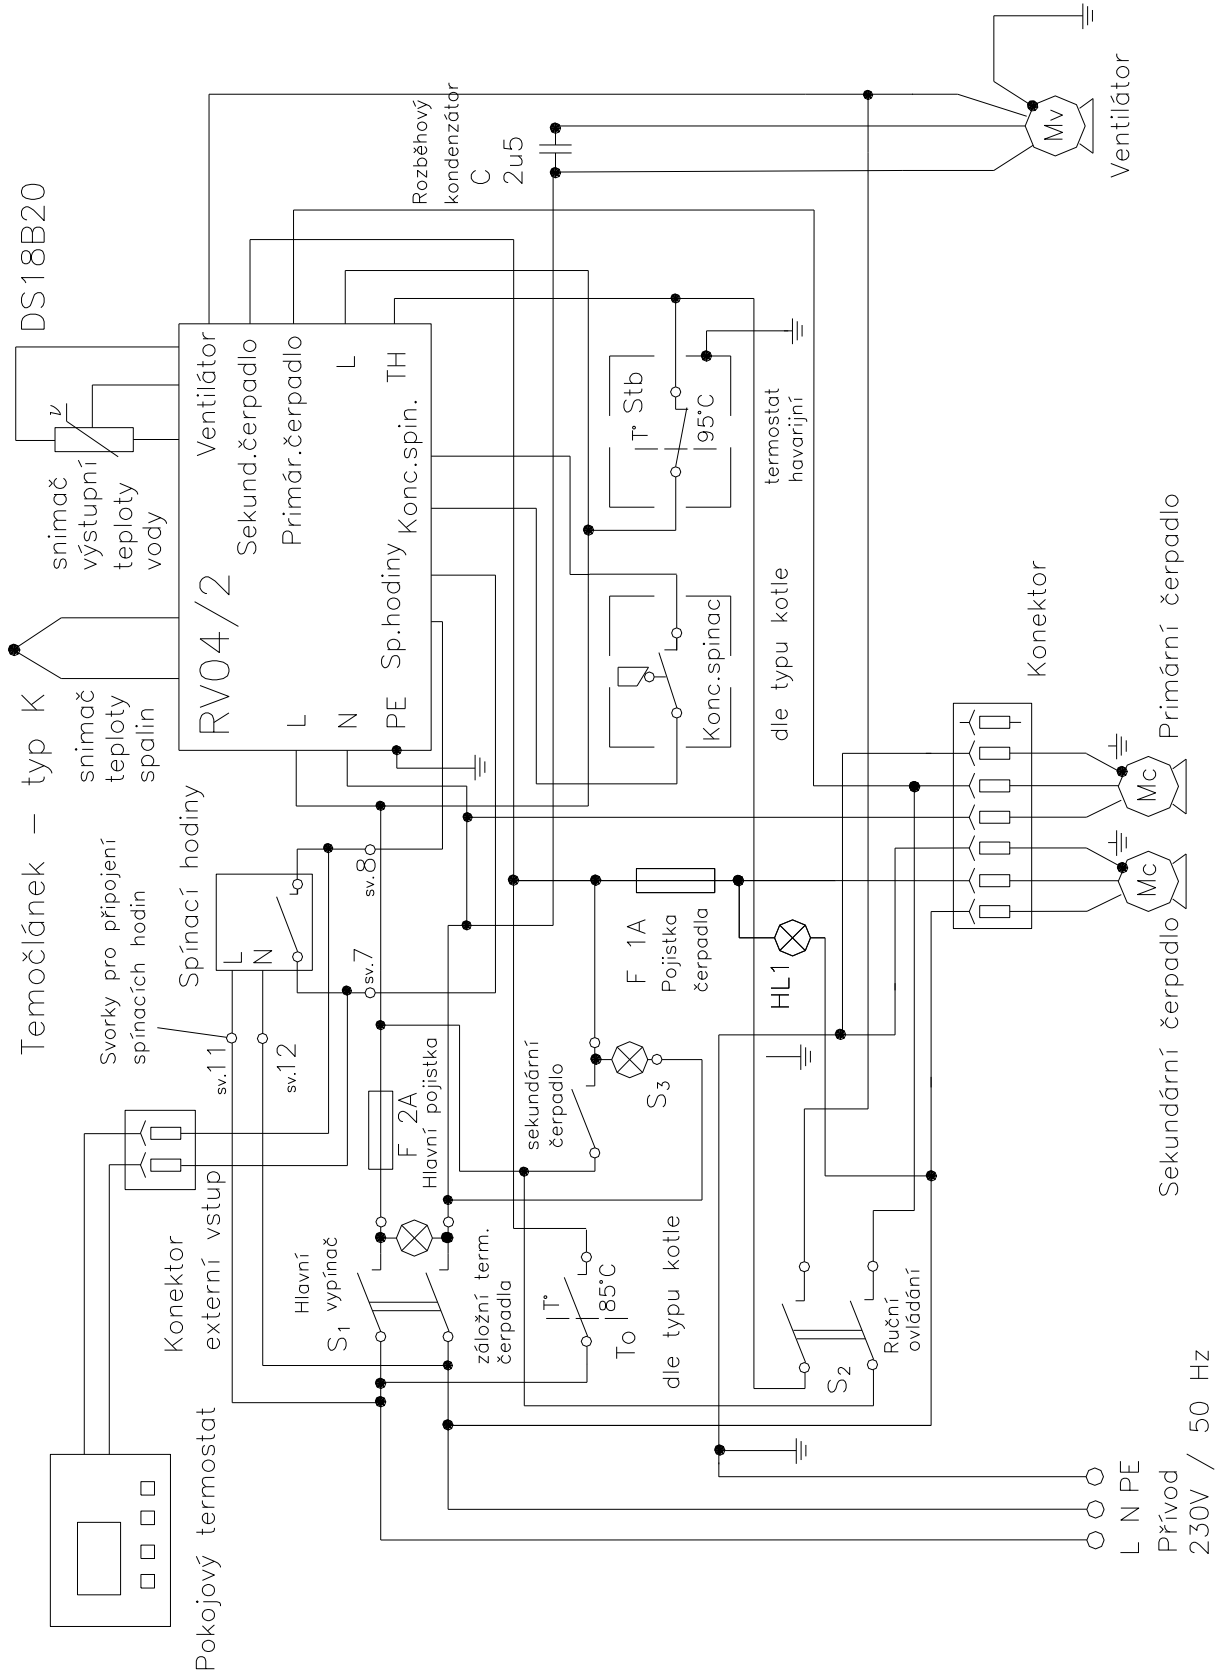 Temočlánek – typ K
DS18B20
snimač
teploty
spalin
snimač
výstupní
teploty
vody
ν
RV04/2
L
N
PE
Ventilátor
Sekund.čerpadlo
Primár.čerpadlo
L
TH
Sp.hodiny
Konc.spin.
Rozběhový
kondenzátor
C
2u5
Mv
Ventilátor
Pokojový termostat
Konektor
externí vstup
Svorky pro připojení
spínacích hodin
Spínací hodiny
L
N
sv.11
sv.12
sv.7
sv.8
Hlavní
vypínač
S1
F 2A
Hlavní pojistka
záložní term.
čerpadla
T°
85°C
To
dle typu kotle
sekundární
čerpadlo
S3
F 1A
Pojistka
čerpadla
HL1
Konc.spinac
dle typu kotle
T° Stb
95°C
termostat
havarijní
S2
Ruční
ovládání
Konektor
Mc
Mc
Sekundární čerpadlo
Primární čerpadlo
L N PE
Přívod
230V / 50 Hz